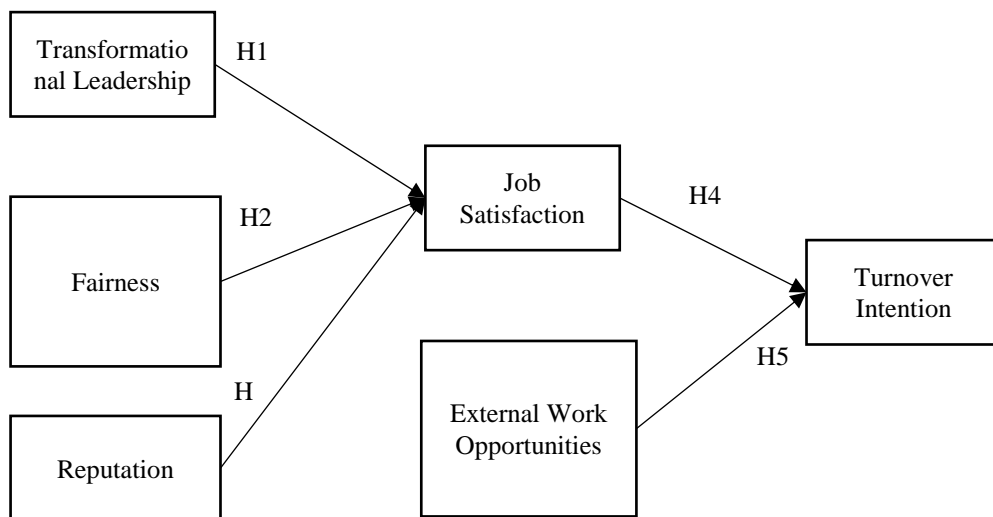 Transformatio
nal Leadership
H1
Job
Satisfaction
H2
H4
Fairness
Turnover
Intention
H5
H
External Work
Opportunities
Reputation